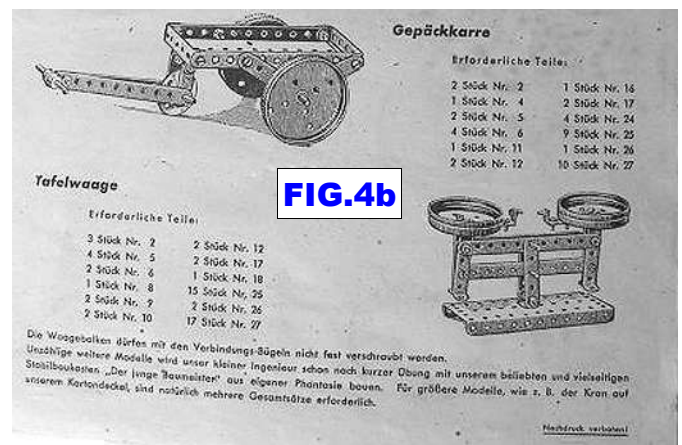 Gepäckkarre
Erforderliche Teile:
2 Stück Nr. 2
1 Stück Nr. 4
2 Stück Nr. 5
4 Stück Nr. 6
1 Stück Nr. 11
2 Stück Nr. 12
1 Stück Nr. 16
2 Stück Nr. 17
4 Stück Nr. 24
9 Stück Nr. 25
1 Stück Nr. 26
10 Stück Nr. 27
FIG.4b
Tafelwaage
Erforderliche Teile:
3 Stück Nr. 2
4 Stück Nr. 5
2 Stück Nr. 6
1 Stück Nr. 8
2 Stück Nr. 9
2 Stück Nr. 10
2 Stück Nr. 12
2 Stück Nr. 17
1 Stück Nr. 18
15 Stück Nr. 25
2 Stück Nr. 26
17 Stück Nr. 27
Die Waagebalken dürfen mit den Verbindungs-Bügeln nicht fest verschraubt werden.
Unzählige weitere Modelle wird unser kleiner Ingenieur schon nach kurzer Übung mit unserem beliebten und vielseitigen
Stabilbaukasten „Der junge Baumeister" aus eigener Phantasie bauen. Für größere Modelle, wie z. B. der Kran auf
unserem Kartondeckel, sind natürlich mehrere Gesamtsätze erforderlich.
Nachdruck verboten!